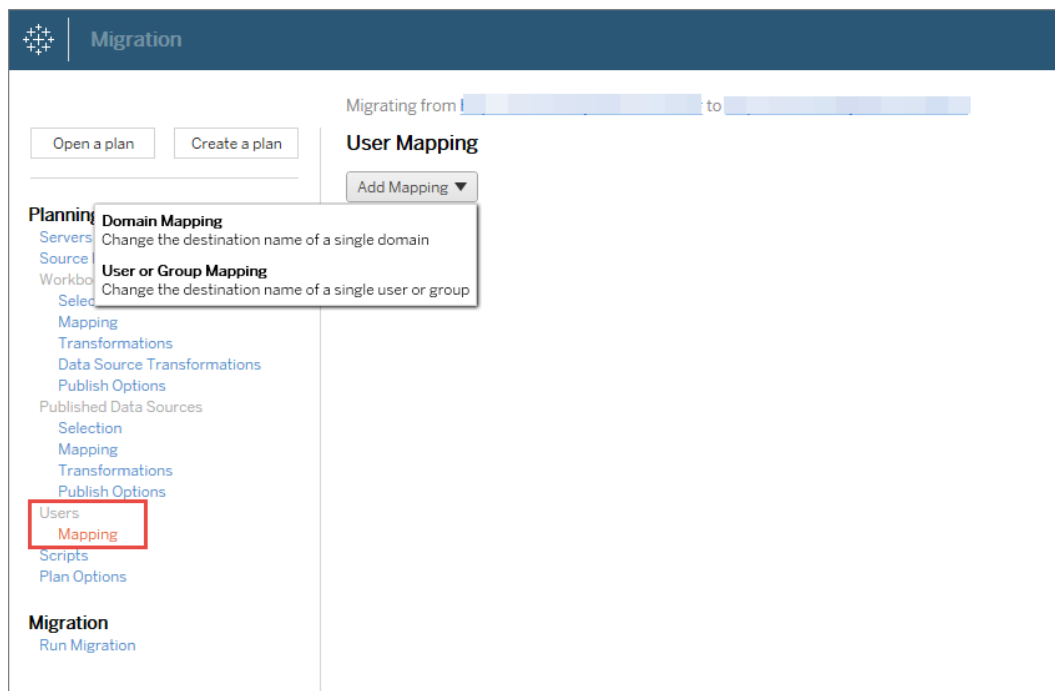 Migration
Migrating from to
Open a plan
Create a plan
User Mapping
Add Mapping ▼
Planning
Domain Mapping
Change the destination name of a single domain
User or Group Mapping
Change the destination name of a single user or group
Servers
Source
Mapping
Transformations
Data Source Transformations
Publish Options
Published Data Sources
Selection
Mapping
Transformations
Publish Options
Users
Mapping
Scripts
Plan Options
Migration
Run Migration